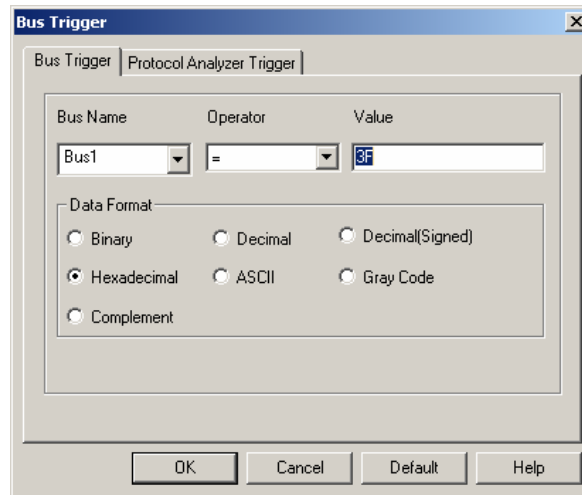 Bus Trigger
Bus Trigger Protocol Analyzer Trigger
Bus Name Operator Value
Bus1 = 3F
Data Format
Binary Decimal Decimal(Signed)
Hexadecimal ASCII Gray Code
Complement
OK Cancel Default Help